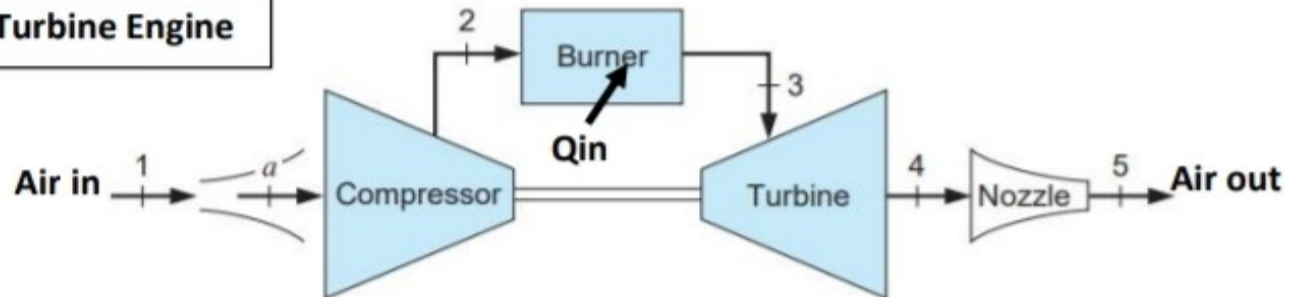 Turbine Engine
2
Burner
3
Qin
Air in
1
a
Compressor
Turbine
4
Nozzle
5
Air out